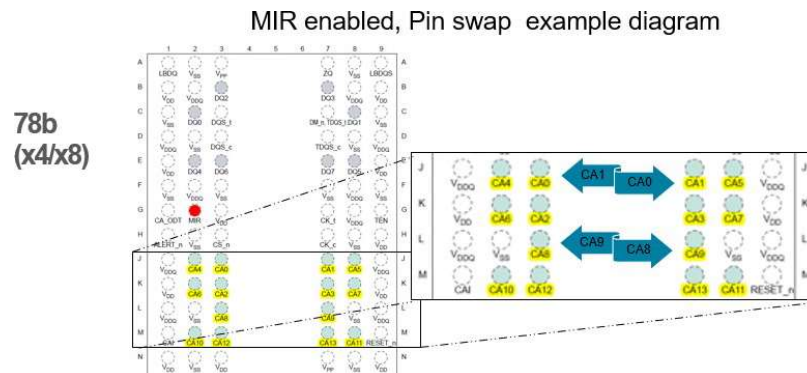 MIR enabled, Pin swap example diagram
78b
(x4/x8)
1 2 3 4 5 6 7 8 9
A A
LBDQ VSS VPP ZQ VSS LBDQS
B B
VDD VDDQ DQ2 DQ3 VDDQ VDD
C C
VSS DQ0 DQS_t DM_n, TDQS_t DQ1 VSS
D D
VDDQ VSS DQS_c TDQS_c VSS VDDQ
E E
VDD DQ4 DQ6 DQ7 DQ5 VDD
F F
VSS VDDQ VSS VSS VDDQ VSS
G G
CA_ODT MIR VDD CK_t VDDQ TEN
H H
ALERT_n VSS CS_n CK_c VSS VDD
J J
VDDQ CA4 CA0 CA1 CA5 VDDQ
K K
VDD CA6 CA2 CA3 CA7 VDD
L L
VDDQ VSS CA8 CA9 VSS VDDQ
M M
CAI CA10 CA12 CA13 CA11 RESET_n
N N
VDD VSS VDD VPP VSS VDD
J J
VDDQ CA4 CA0 CA1 CA0 CA1 CA5 VDDQ
K K
VDD CA6 CA2 CA3 CA7 VDD
L L
VDDQ VSS CA8 CA9 CA8 CA9 VSS VDDQ
M M
CAI CA10 CA12 CA13 CA11 RESET_n